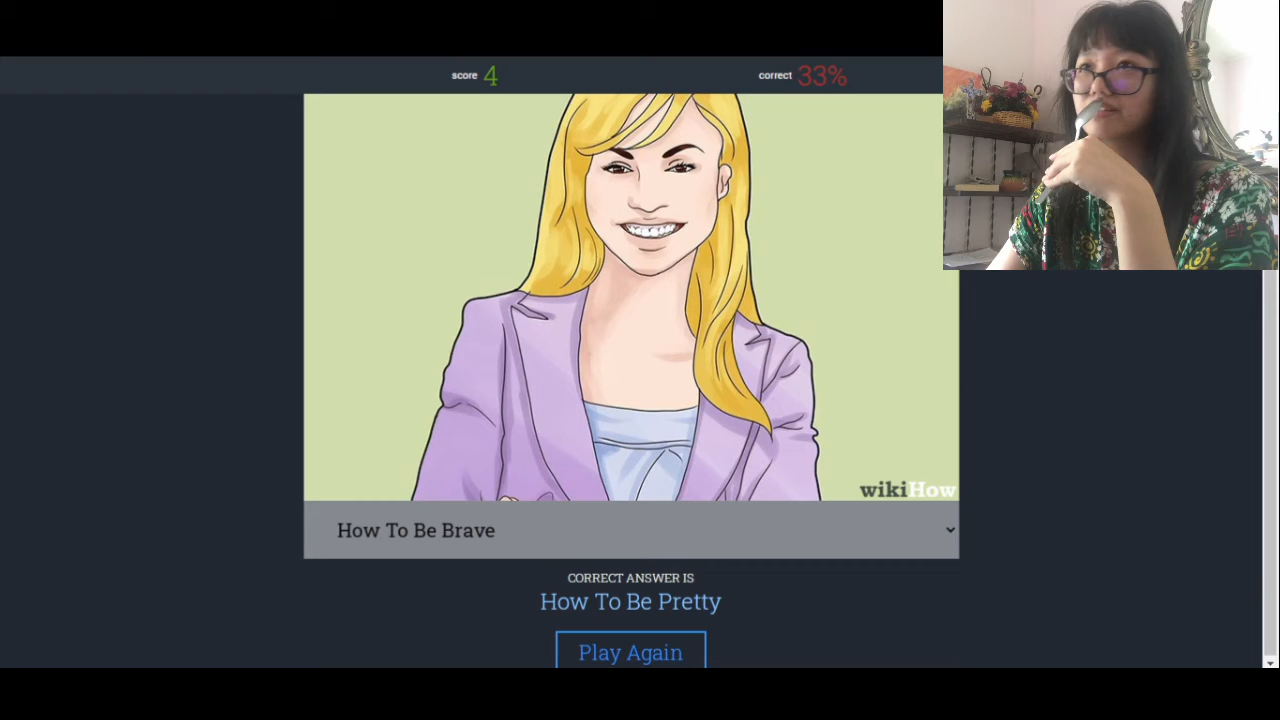 score 4
correct 33%
wikiHow
How To Be Brave
CORRECT ANSWER IS
How To Be Pretty
Play Again